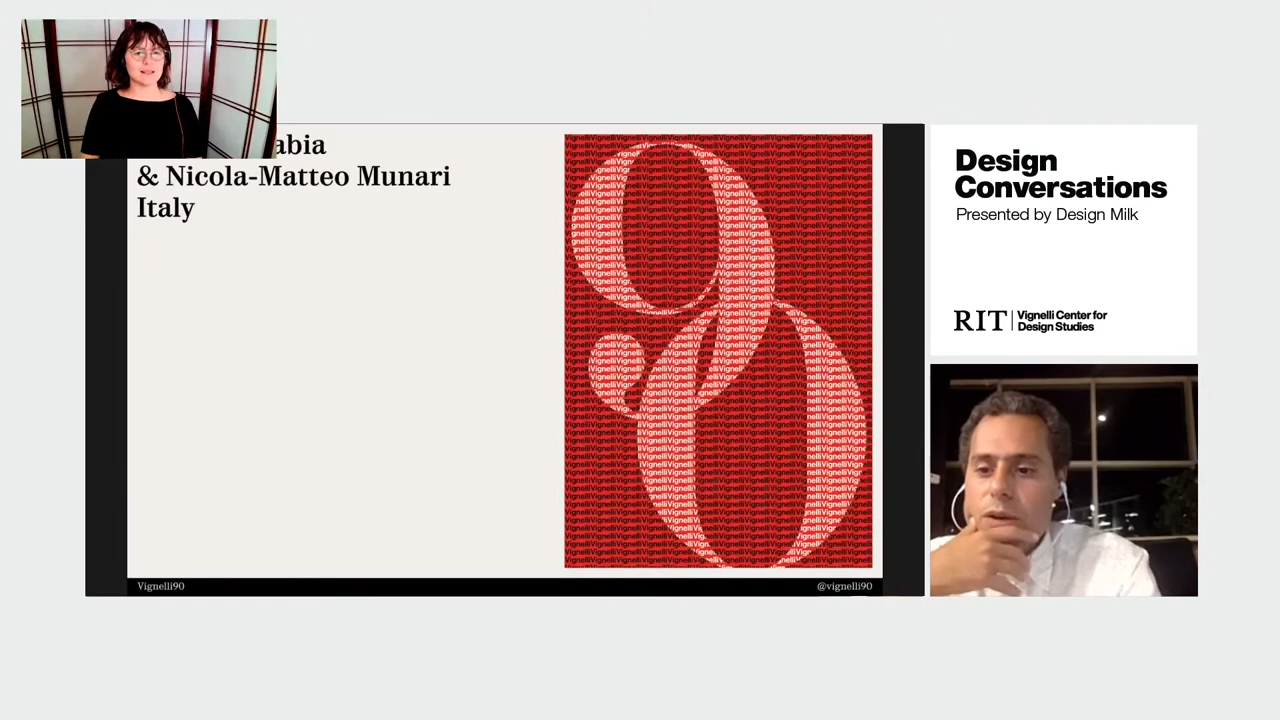 abia
& Nicola-Matteo Munari
Italy
VignelliVignelliVignelliVignelliVignelliVignelliVignelliVignelliVignelliVignelliVignelliVignelli
Vignelli90
@vignelli90
Design
Conversations
Presented by Design Milk
RIT | Vignelli Center for
Design Studies